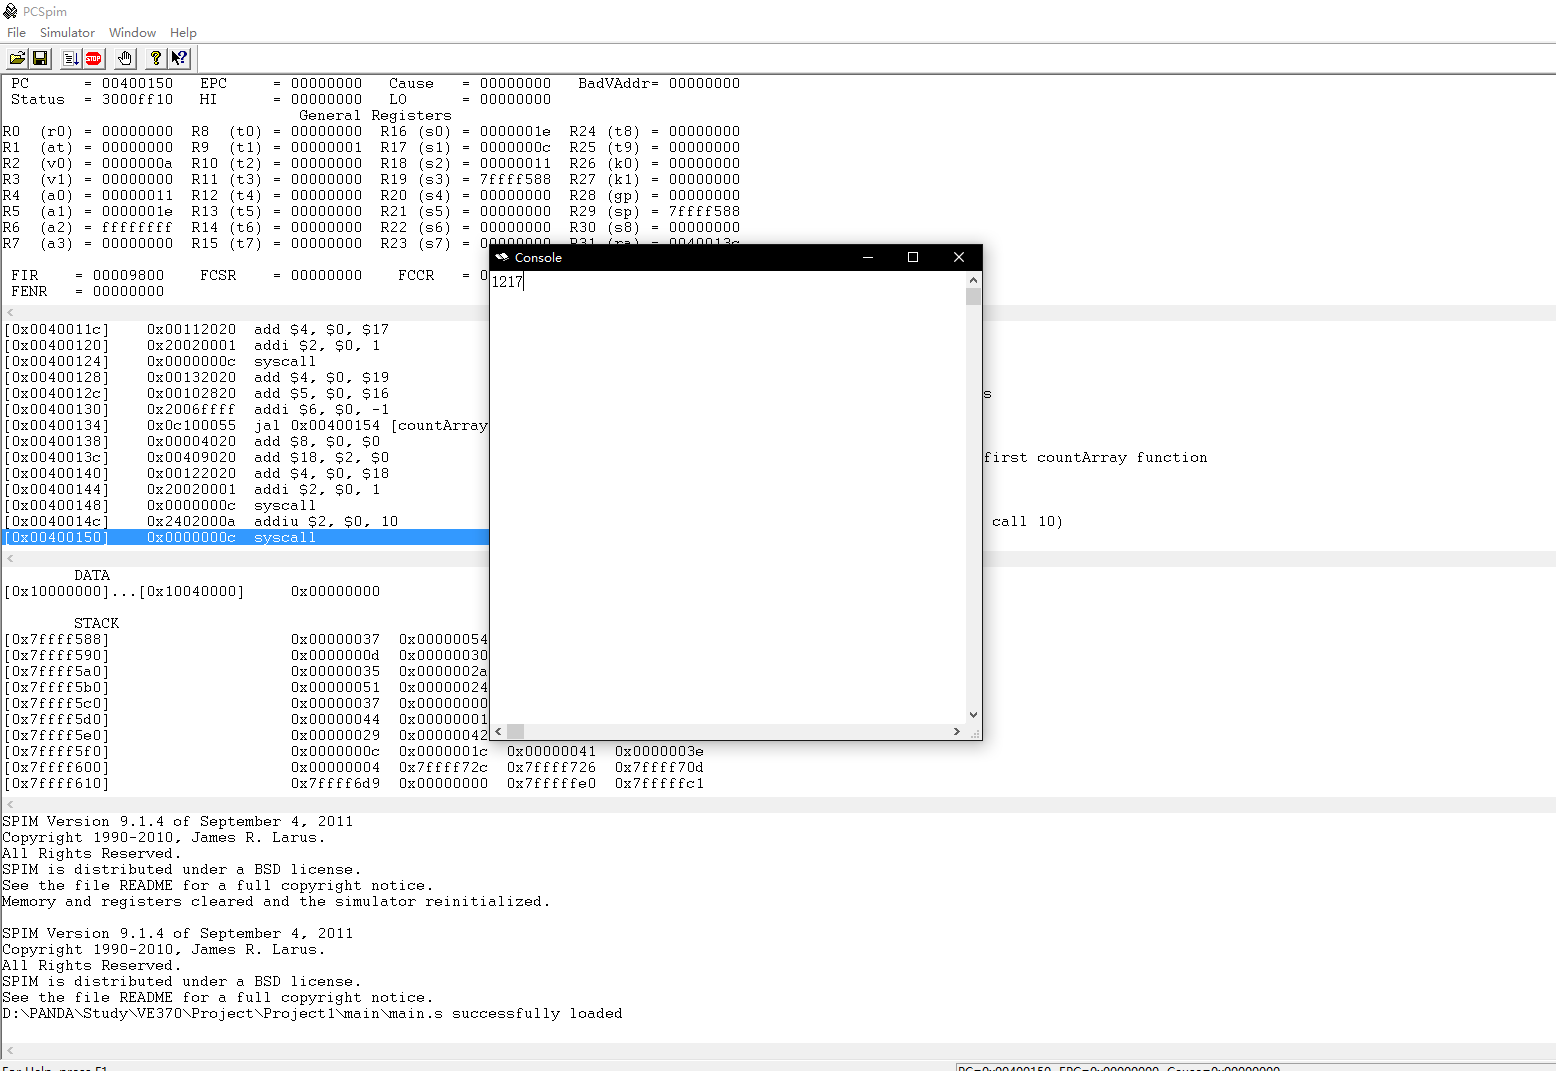 PCSpim
File Simulator Window Help
PC = 00400150 EPC = 00000000 Cause = 00000000 BadVAddr= 00000000
Status = 3000ff10 HI = 00000000 LO = 00000000
General Registers
R0 (r0) = 00000000 R8 (t0) = 00000000 R16 (s0) = 0000001e R24 (t8) = 00000000
R1 (at) = 00000000 R9 (t1) = 00000001 R17 (s1) = 0000000c R25 (t9) = 00000000
R2 (v0) = 0000000a R10 (t2) = 00000000 R18 (s2) = 00000011 R26 (k0) = 00000000
R3 (v1) = 00000000 R11 (t3) = 00000000 R19 (s3) = 7ffff588 R27 (k1) = 00000000
R4 (a0) = 00000011 R12 (t4) = 00000000 R20 (s4) = 00000000 R28 (gp) = 00000000
R5 (a1) = 0000001e R13 (t5) = 00000000 R21 (s5) = 00000000 R29 (sp) = 7ffff588
R6 (a2) = ffffffff R14 (t6) = 00000000 R22 (s6) = 00000000 R30 (s8) = 00000000
R7 (a3) = 00000000 R15 (t7) = 00000000 R23 (s7) = 00000000 R31 (ra) = 0040013c
FIR = 00009800 FCSR = 00000000 FCCR = 0
FENR = 00000000
Console
1217
[0x0040011c] 0x00112020 add $4, $0, $17
[0x00400120] 0x20020001 addi $2, $0, 1
[0x00400124] 0x0000000c syscall
[0x00400128] 0x00132020 add $4, $0, $19
[0x0040012c] 0x00102820 add $5, $0, $16 s
[0x00400130] 0x2006ffff addi $6, $0, -1
[0x00400134] 0x0c100055 jal 0x00400154 [countArray
[0x00400138] 0x00004020 add $8, $0, $0
[0x0040013c] 0x00409020 add $18, $2, $0 first countArray function
[0x00400140] 0x00122020 add $4, $0, $18
[0x00400144] 0x20020001 addi $2, $0, 1
[0x00400148] 0x0000000c syscall
[0x0040014c] 0x2402000a addiu $2, $0, 10 call 10)
[0x00400150] 0x0000000c syscall
DATA
[0x10000000]...[0x10040000] 0x00000000
STACK
[0x7ffff588] 0x00000037 0x00000054
[0x7ffff590] 0x0000000d 0x00000030
[0x7ffff5a0] 0x00000035 0x0000002a
[0x7ffff5b0] 0x00000051 0x00000024
[0x7ffff5c0] 0x00000037 0x00000000
[0x7ffff5d0] 0x00000044 0x00000001
[0x7ffff5e0] 0x00000029 0x00000042
[0x7ffff5f0] 0x0000000c 0x0000001c 0x00000041 0x0000003e
[0x7ffff600] 0x00000004 0x7ffff72c 0x7ffff726 0x7ffff70d
[0x7ffff610] 0x7ffff6d9 0x00000000 0x7fffffe0 0x7fffffc1
SPIM Version 9.1.4 of September 4, 2011
Copyright 1990-2010, James R. Larus.
All Rights Reserved.
SPIM is distributed under a BSD license.
See the file README for a full copyright notice.
Memory and registers cleared and the simulator reinitialized.
SPIM Version 9.1.4 of September 4, 2011
Copyright 1990-2010, James R. Larus.
All Rights Reserved.
SPIM is distributed under a BSD license.
See the file README for a full copyright notice.
D:\PANDA\Study\VE370\Project\Project1\main\main.s successfully loaded
For Help, press F1
PC=0x00400150 EPC=0x00000000 Cause=0x00000000